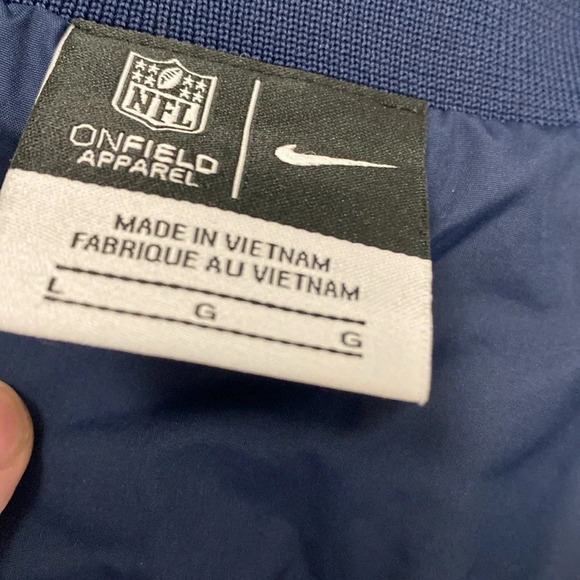 NFL
ONFIELD
APPAREL
MADE IN VIETNAM
FABRIQUE AU VIETNAM
L G G